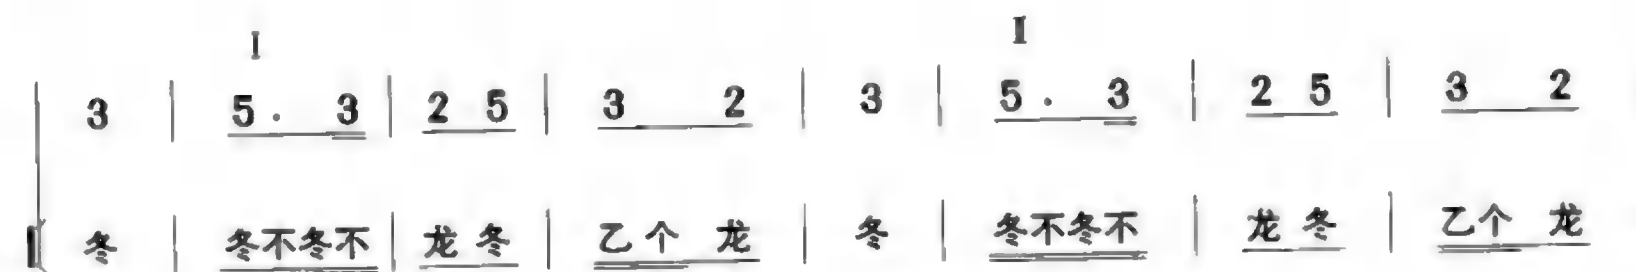 I I
3 | 5 . 3 | 2 5 | 3 2 | 3 | 5 . 3 | 2 5 | 3 2
冬 | 冬不冬不 | 龙冬 | 乙个 龙 | 冬 | 冬不冬不 | 龙冬 | 乙个 龙